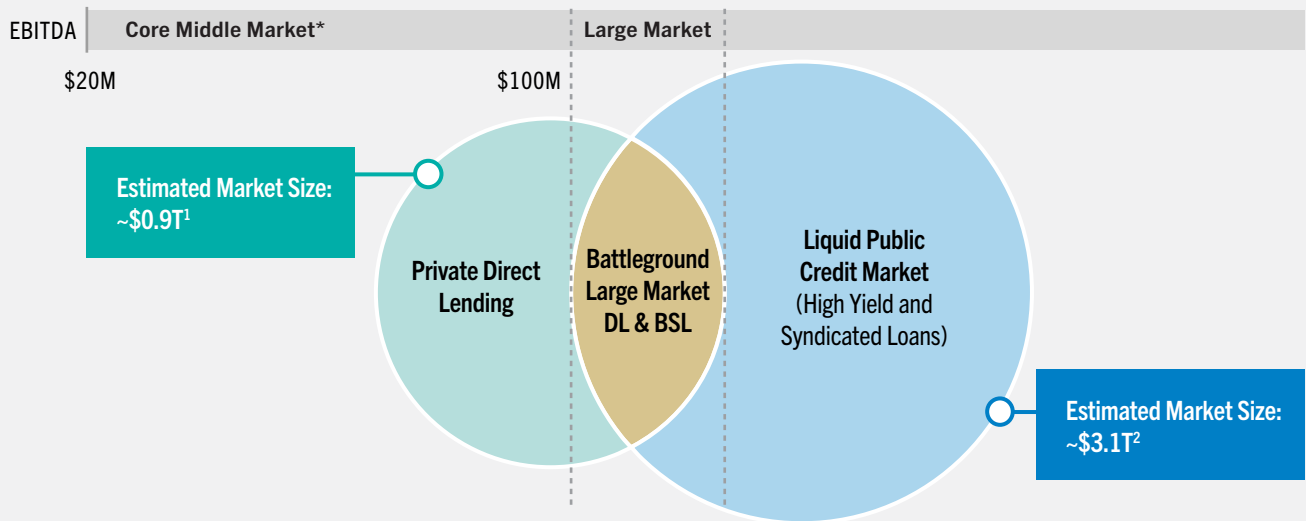 EBITDA
Core Middle Market*
Large Market
$20M
$100M
Estimated Market Size:
~$0.9T¹
Private Direct
Lending
Battleground
Large Market
DL & BSL
Liquid Public
Credit Market
(High Yield and
Syndicated Loans)
Estimated Market Size:
~$3.1T²